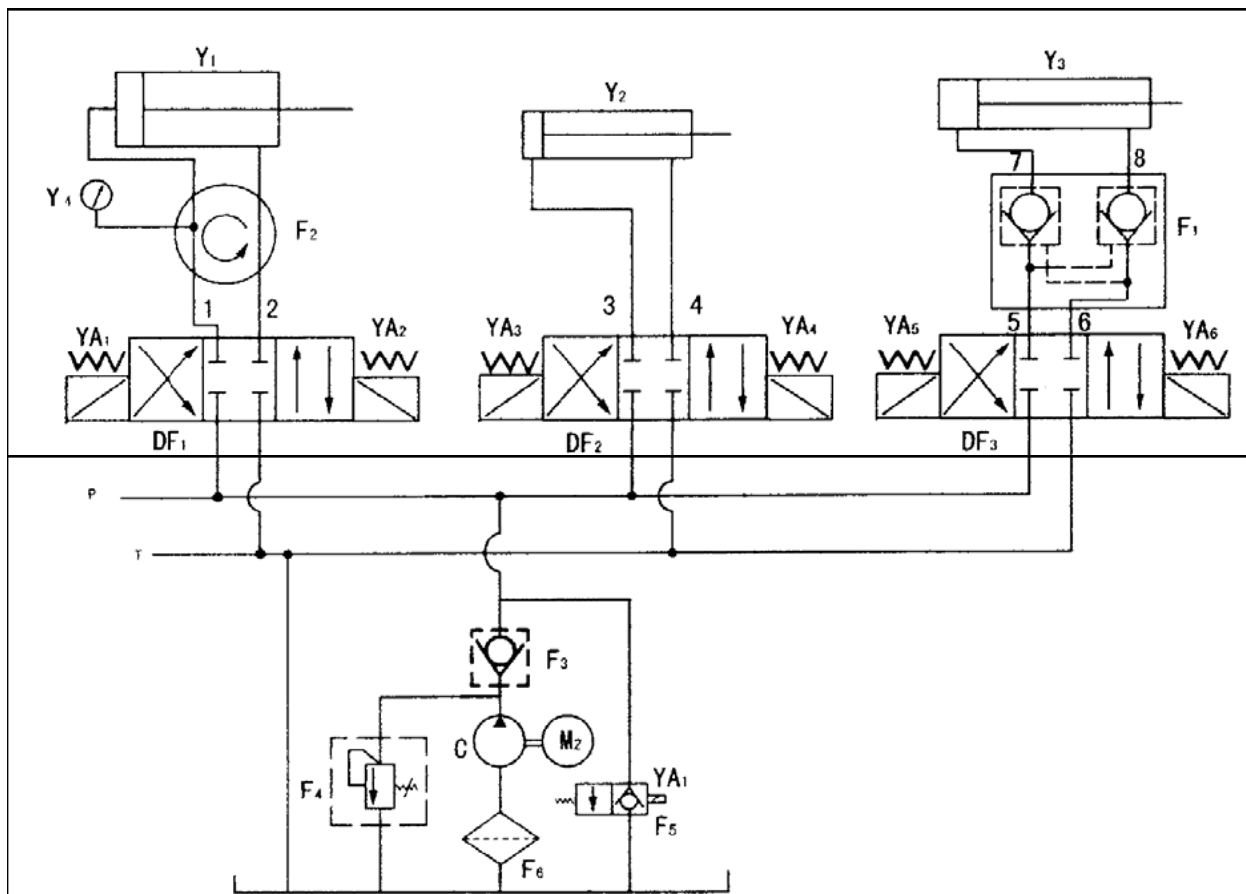 Y₁
Y₂
Y₃
7 8
Y₄
F₂
F₁
1 2
3 4
5 6
YA₁ YA₂
YA₃ YA₄
YA₅ YA₆
DF₁
DF₂
DF₃
P
T
F₃
C
M₂
F₄
YA₁
F₅
F₆